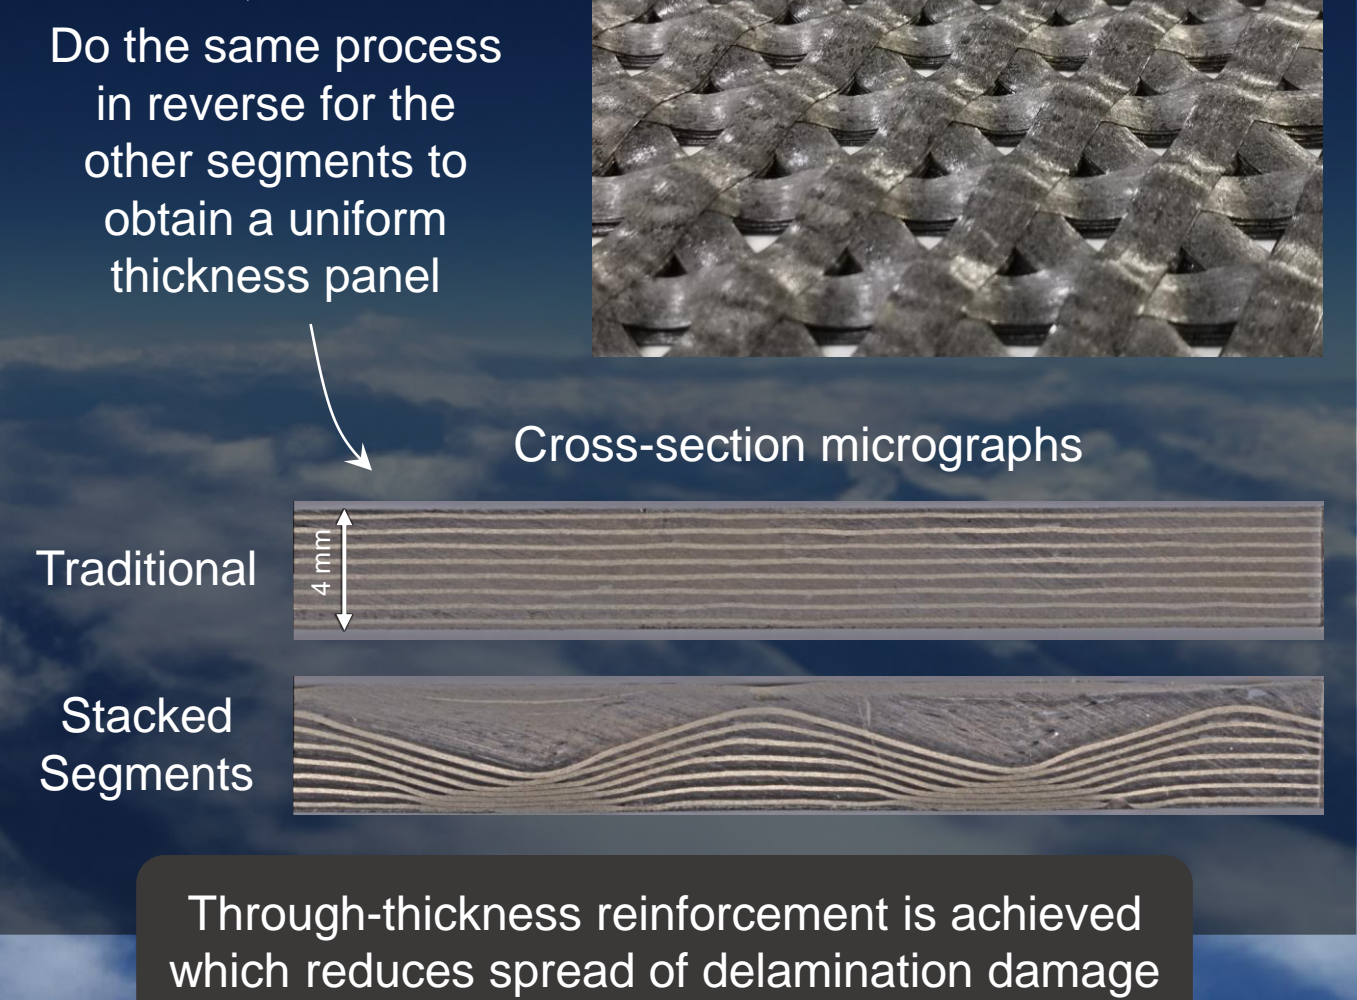 Do the same process
in reverse for the
other segments to
obtain a uniform
thickness panel
Cross-section micrographs
Traditional
4 mm
Stacked
Segments
Through-thickness reinforcement is achieved
which reduces spread of delamination damage